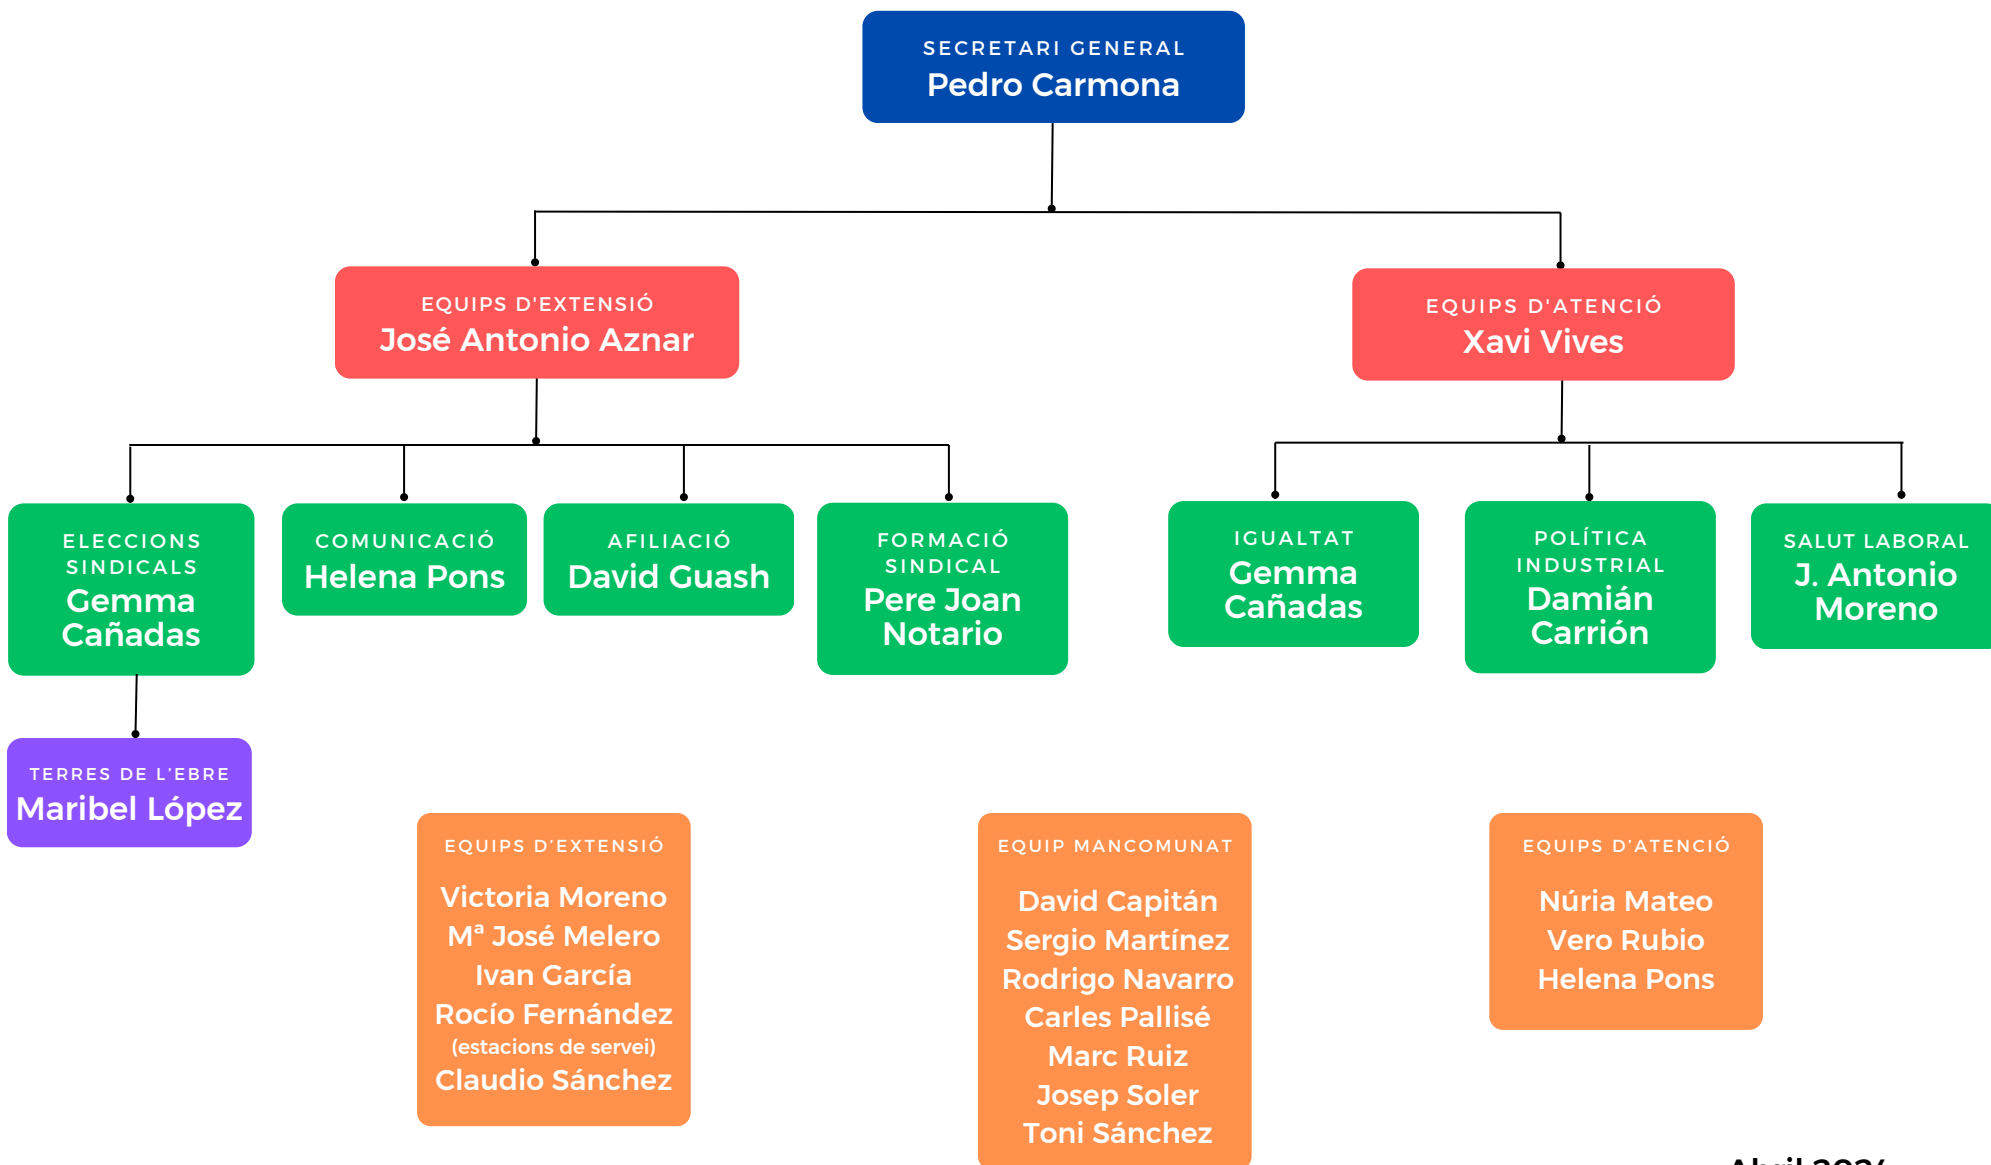 SECRETARI GENERAL
Pedro Carmona
EQUIPS D'EXTENSIÓ
José Antonio Aznar
EQUIPS D'ATENCIÓ
Xavi Vives
ELECCIONS
SINDICALS
Gemma
Cañadas
COMUNICACIÓ
Helena Pons
AFILIACIÓ
David Guash
FORMACIÓ
SINDICAL
Pere Joan
Notario
IGUALTAT
Gemma
Cañadas
POLÍTICA
INDUSTRIAL
Damián
Carrión
SALUT LABORAL
J. Antonio
Moreno
TERRES DE L'EBRE
Maribel López
EQUIPS D'EXTENSIÓ
Victoria Moreno
Mª José Melero
Ivan García
Rocío Fernández
(estacions de servei)
Claudio Sánchez
EQUIP MANCOMUNAT
David Capitán
Sergio Martínez
Rodrigo Navarro
Carles Pallisé
Marc Ruiz
Josep Soler
Toni Sánchez
EQUIPS D'ATENCIÓ
Núria Mateo
Vero Rubio
Helena Pons
Abril